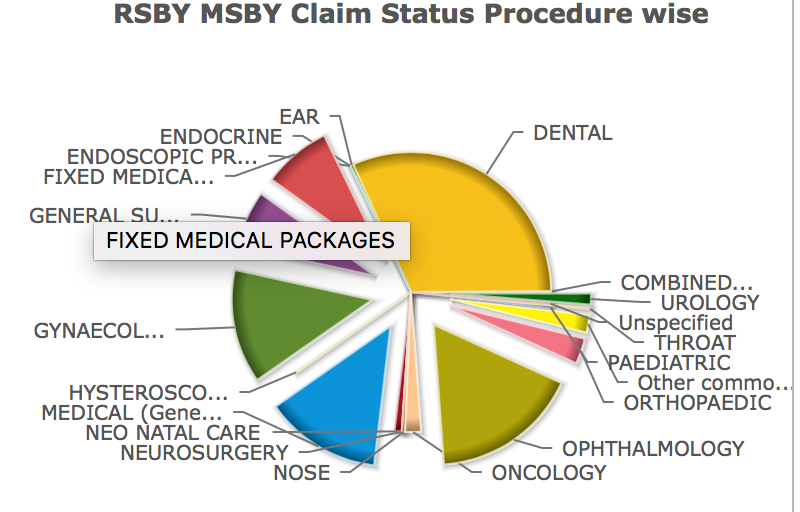 RSBY MSBY Claim Status Procedure wise
EAR
DENTAL
ENDOCRINE
ENDOSCOPIC PR...
FIXED MEDICA...
GENERAL SU...
FIXED MEDICAL PACKAGES
COMBINED...
UROLOGY
Unspecified
GYNAECOL...
THROAT
PAEDIATRIC
Other commo...
HYSTEROSCO...
ORTHOPAEDIC
MEDICAL (Gene...
NEO NATAL CARE
NEUROSURGERY
OPHTHALMOLOGY
NOSE
ONCOLOGY